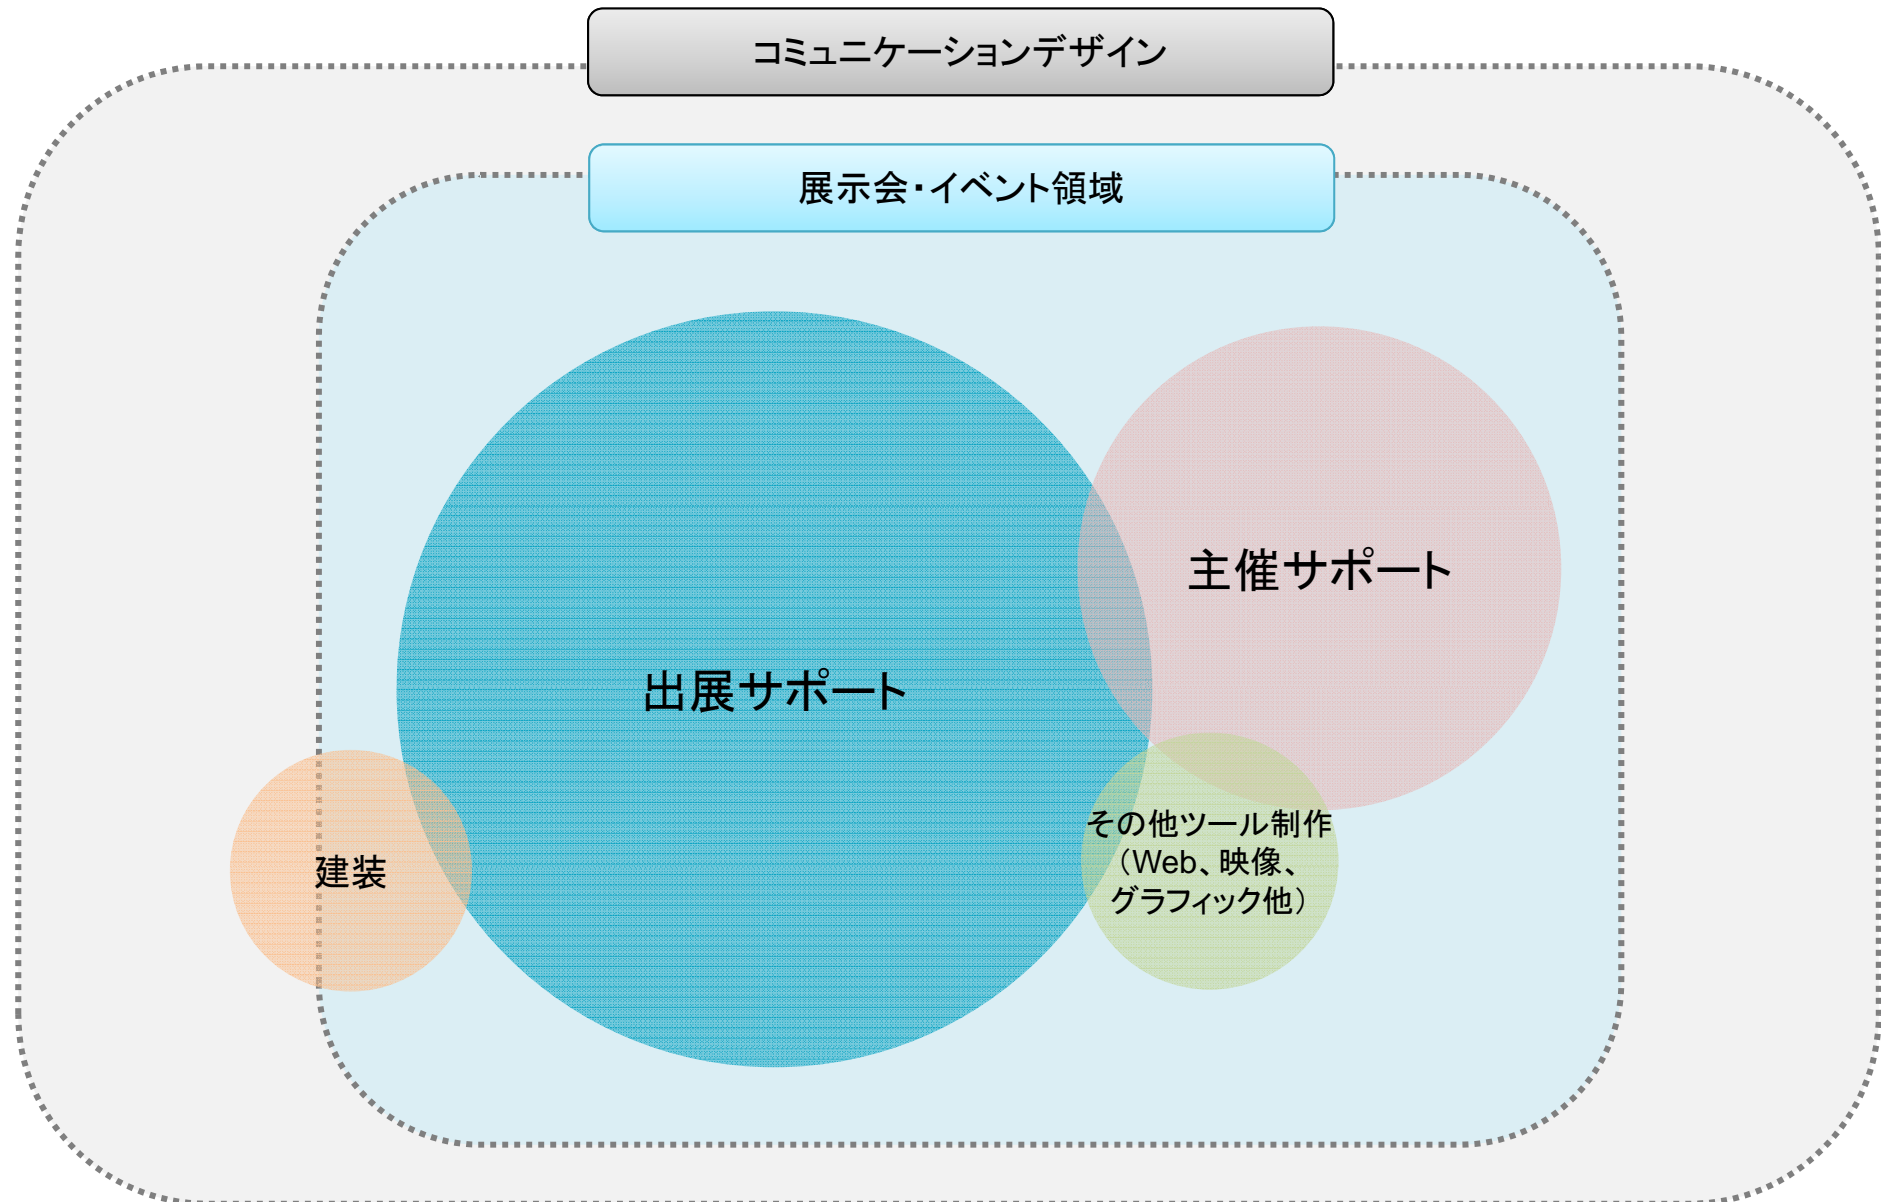 コミュニケーションデザイン
展示会・イベント領域
主催サポート
出展サポート
その他ツール制作
（Web、映像、
グラフィック他）
建装